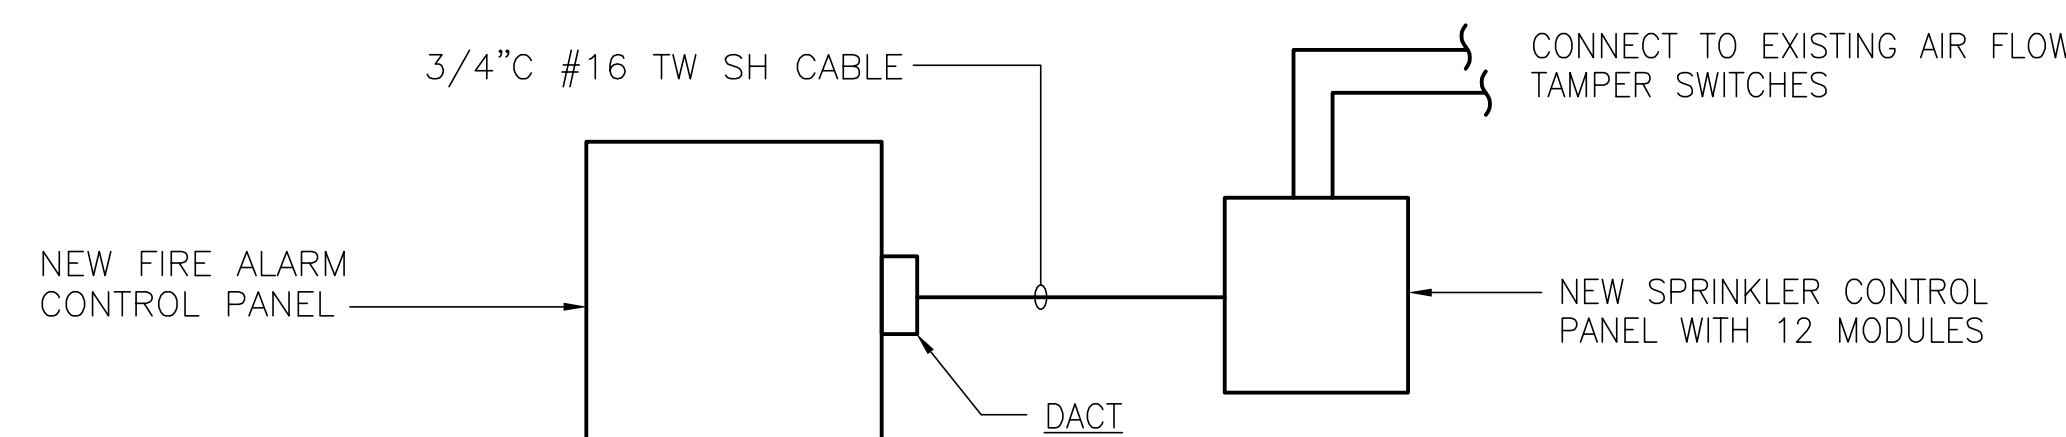 3/4"C #16 TW SH CABLE
CONNECT TO EXISTING AIR FLOW
TAMPER SWITCHES
NEW FIRE ALARM
CONTROL PANEL
NEW SPRINKLER CONTROL
PANEL WITH 12 MODULES
DACT